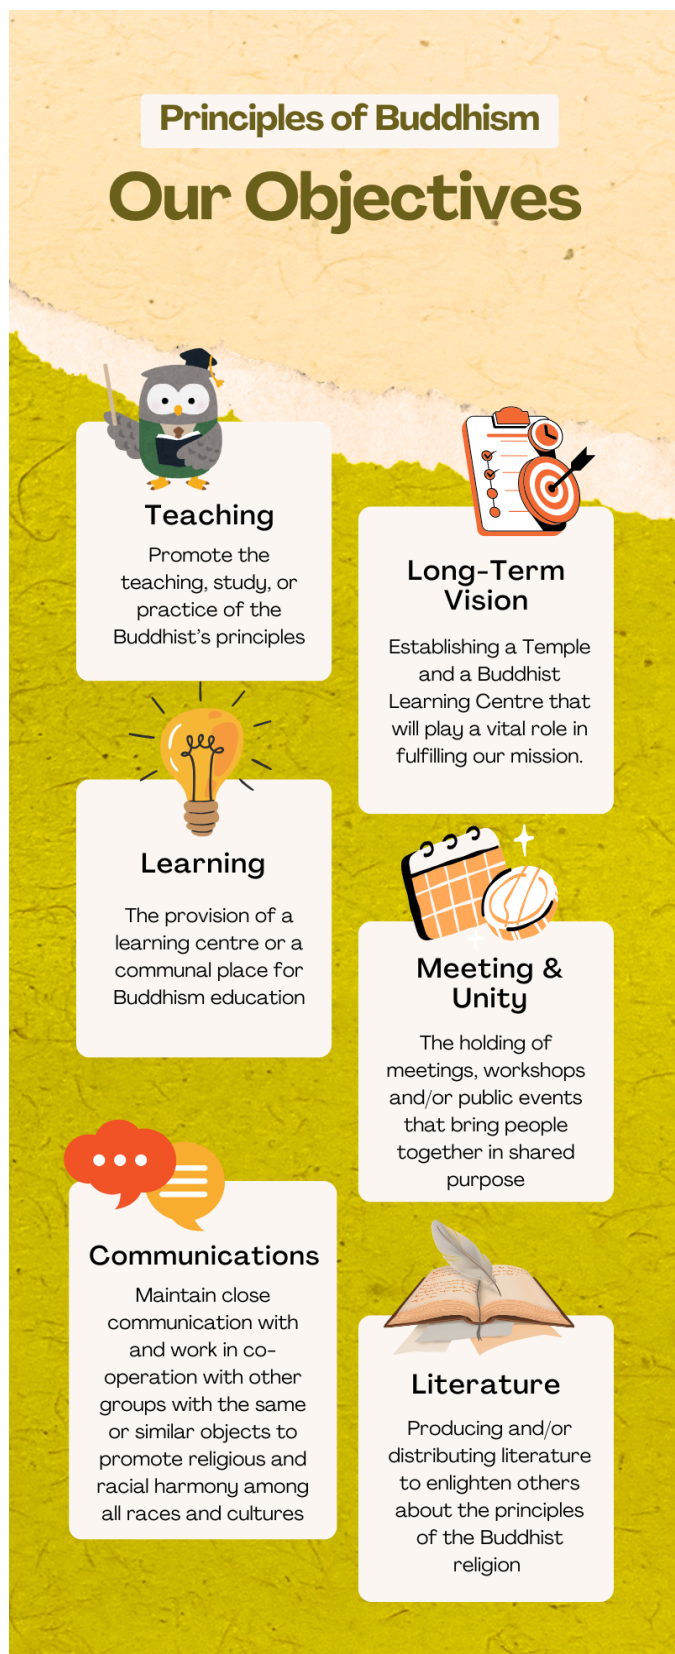 Principles of Buddhism
Our Objectives
Teaching
Promote the
teaching, study, or
practice of the
Buddhist's principles
Long-Term
Vision
Establishing a Temple
and a Buddhist
Learning Centre that
will play a vital role in
fulfilling our mission.
Learning
The provision of a
learning centre or a
communal place for
Buddhism education
Meeting &
Unity
The holding of
meetings, workshops
and/or public events
that bring people
together in shared
purpose
Communications
Maintain close
communication with
and work in co-
operation with other
groups with the same
or similar objects to
promote religious and
racial harmony among
all races and cultures
Literature
Producing and/or
distributing literature
to enlighten others
about the principles
of the Buddhist
religion